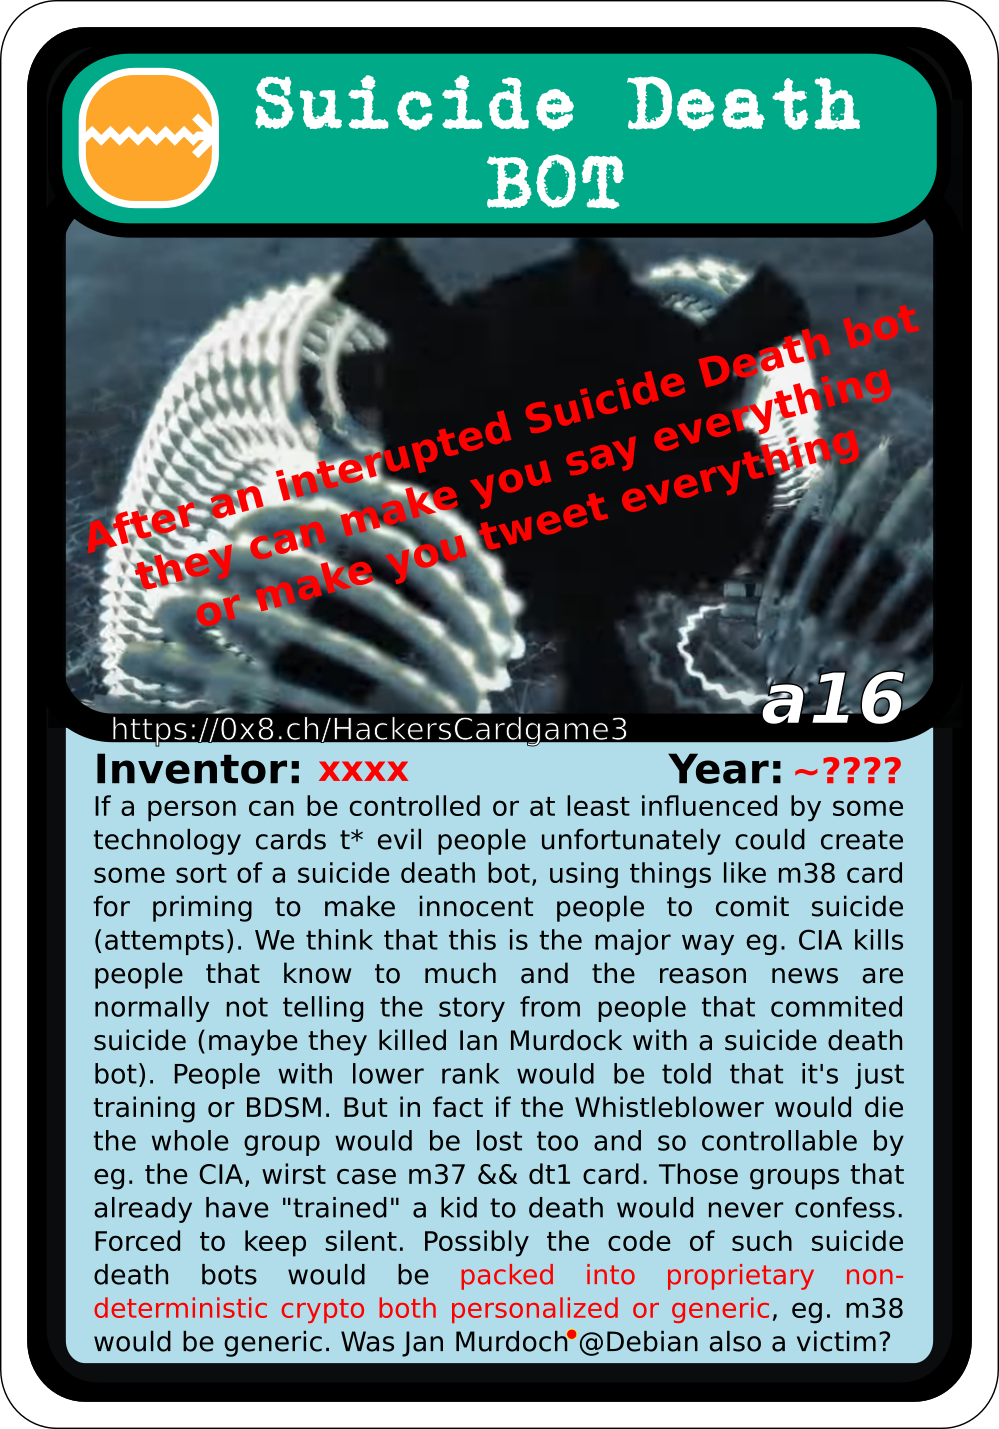 Suicide Death
BOT
After an interupted Suicide Death bot
they can make you say everything
or make you tweet everything
a16
https://0x8.ch/HackersCardgame3
Inventor: xxxx Year: ~????
If a person can be controlled or at least influenced by some
technology cards t* evil people unfortunately could create
some sort of a suicide death bot, using things like m38 card
for priming to make innocent people to comit suicide
(attempts). We think that this is the major way eg. CIA kills
people that know to much and the reason news are
normally not telling the story from people that commited
suicide (maybe they killed Ian Murdock with a suicide death
bot). People with lower rank would be told that it's just
training or BDSM. But in fact if the Whistleblower would die
the whole group would be lost too and so controllable by
eg. the CIA, wirst case m37 && dt1 card. Those groups that
already have "trained" a kid to death would never confess.
Forced to keep silent. Possibly the code of such suicide
death bots would be packed into proprietary non-
deterministic crypto both personalized or generic, eg. m38
would be generic. Was Jan Murdoch•@Debian also a victim?